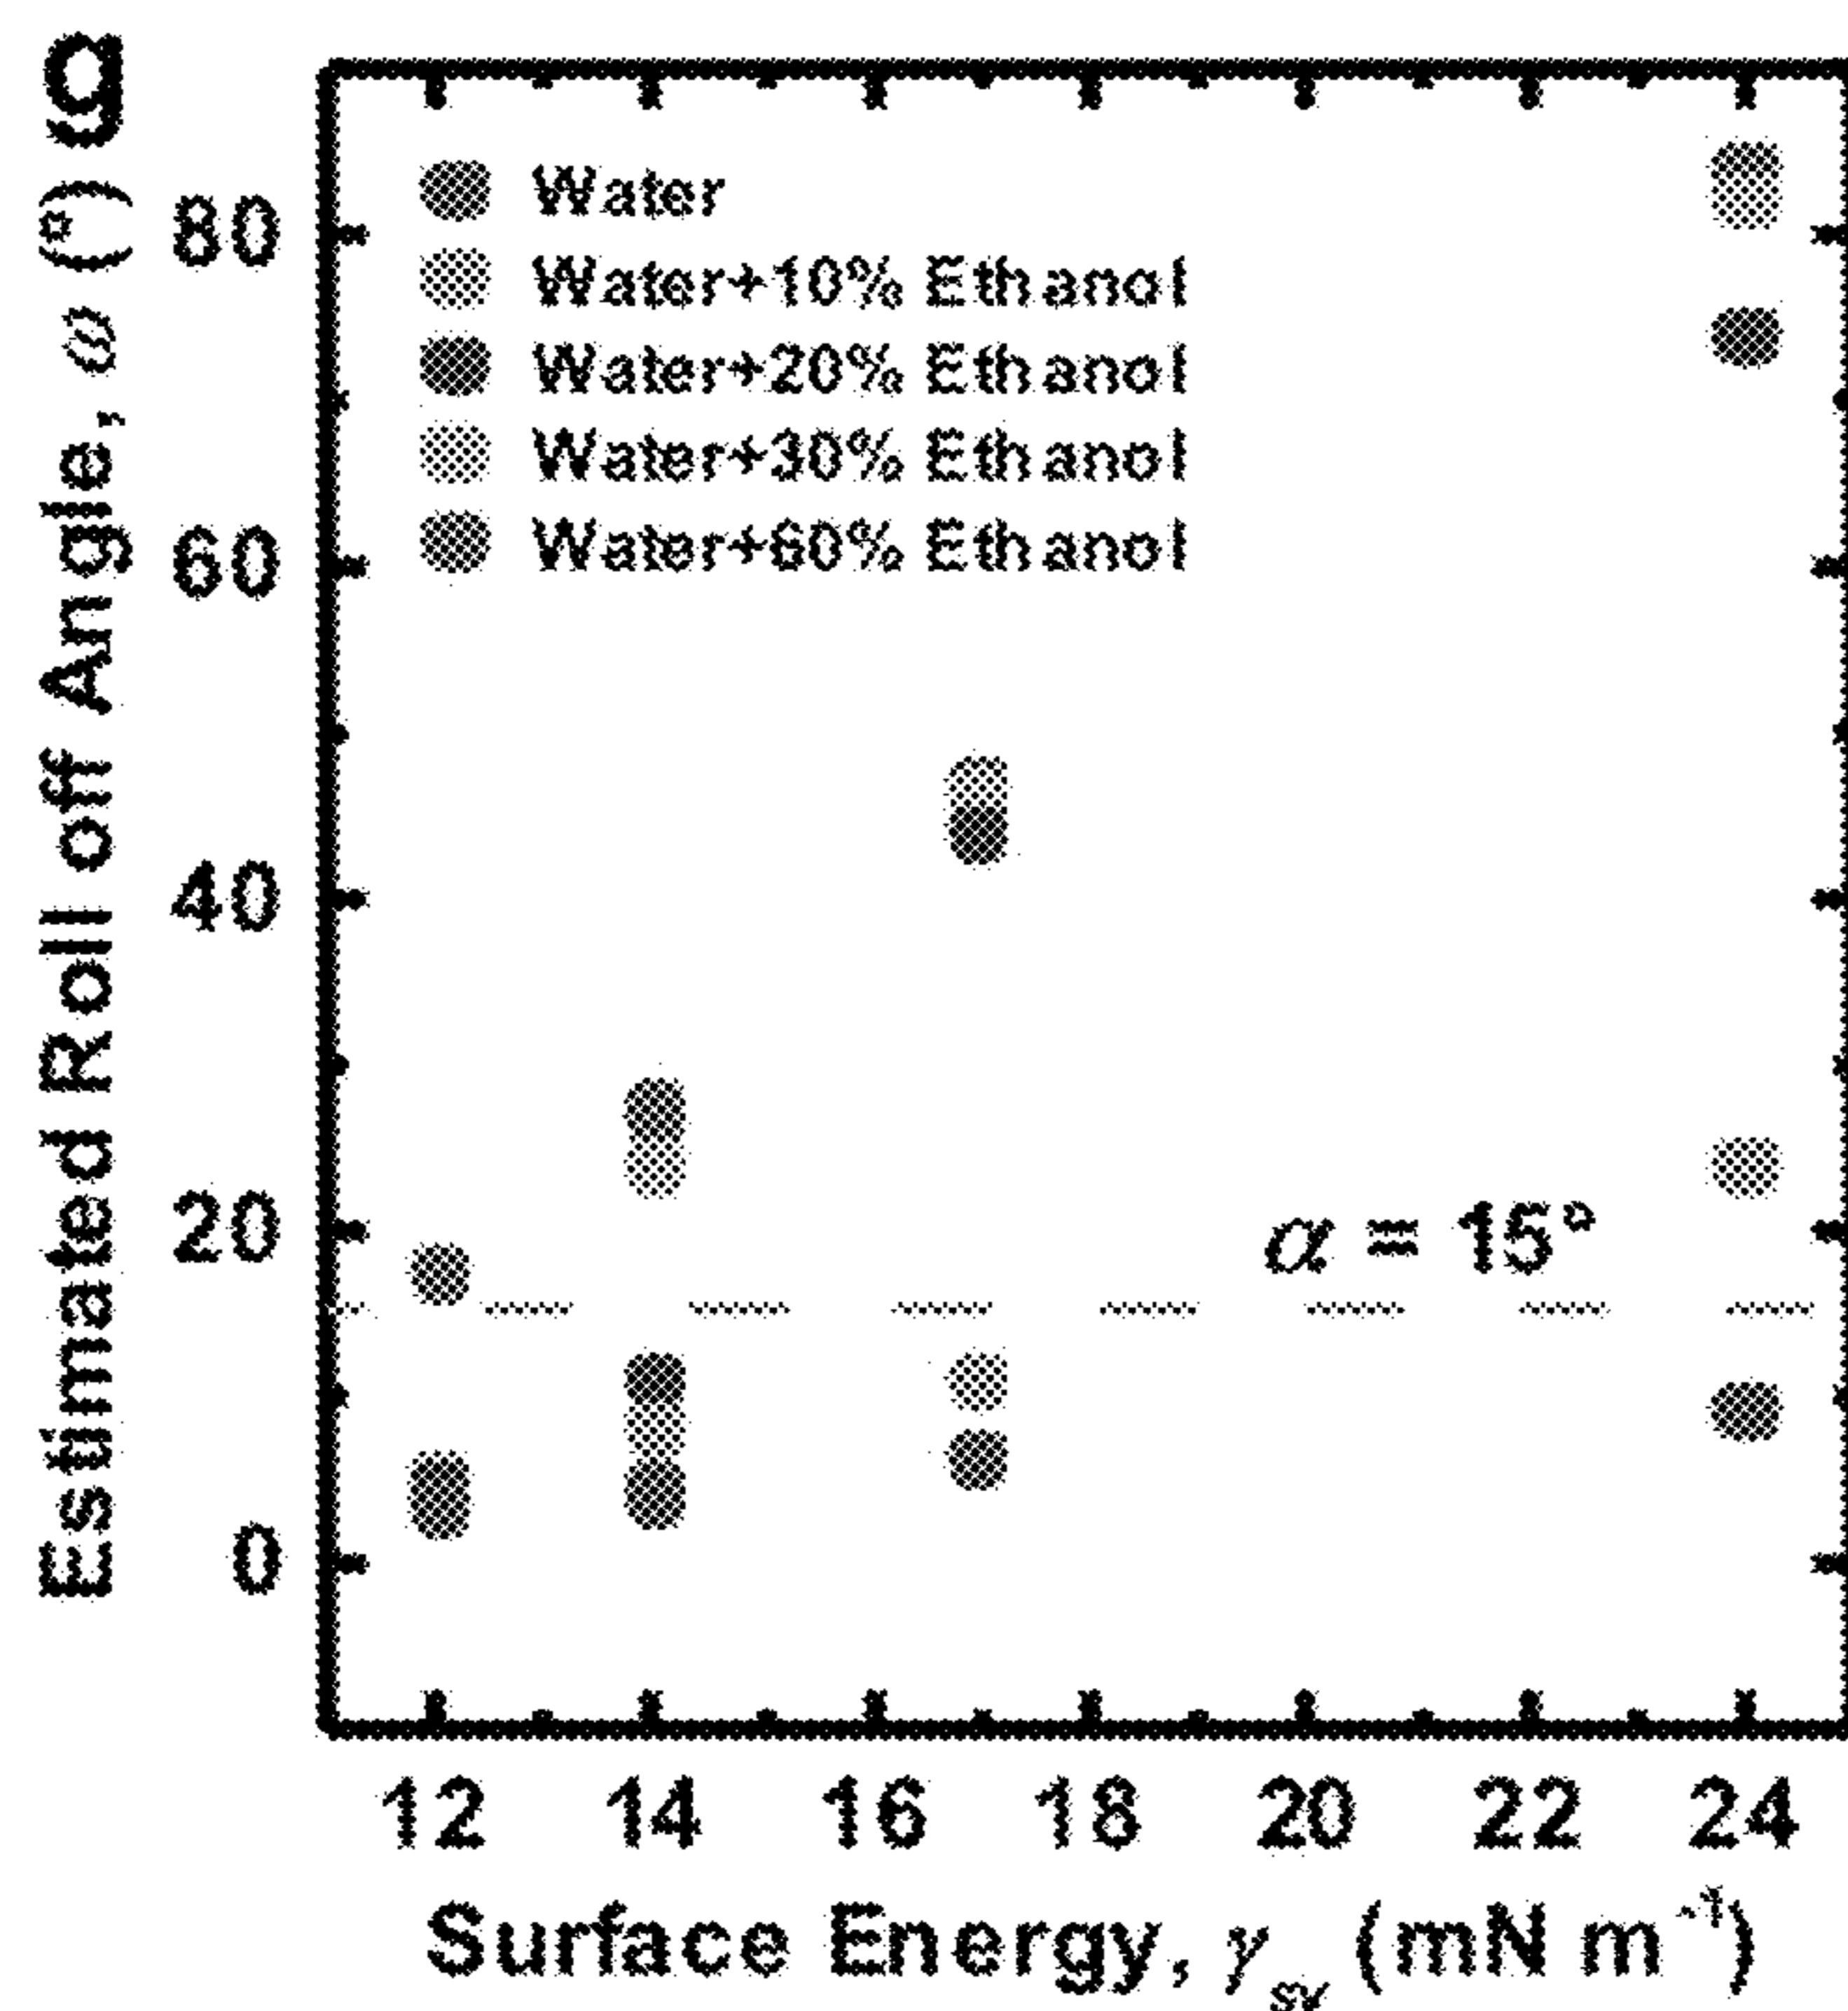 g
Estimated Roll off Angle, ω (°)
80
60
40
20
0
Water
Water+10% Ethanol
Water+20% Ethanol
Water+30% Ethanol
Water+60% Ethanol
α = 15°
12 14 16 18 20 22 24
Surface Energy, γsv (mN m⁻¹)